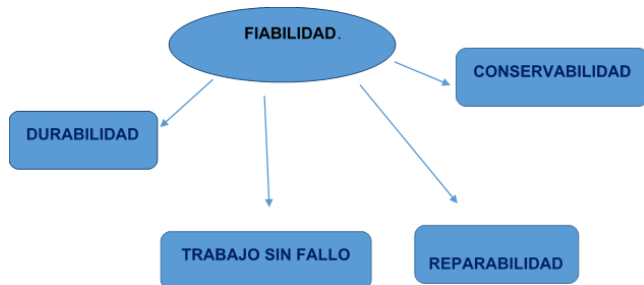 FIABILIDAD.
CONSERVABILIDAD
DURABILIDAD
TRABAJO SIN FALLO
REPARABILIDAD